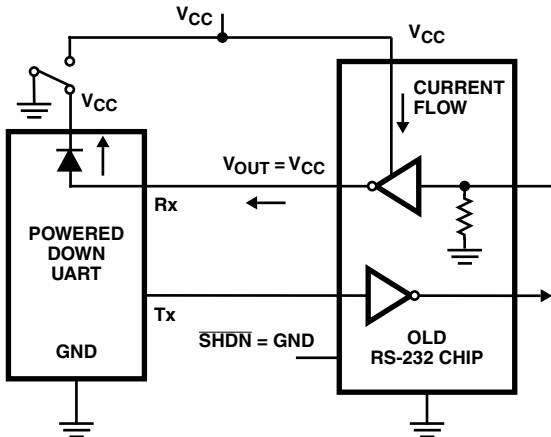 VCC
VCC
VCC
CURRENT
FLOW
VOUT = VCC
Rx
POWERED
DOWN
UART
Tx
SHDN = GND
GND
OLD
RS-232 CHIP